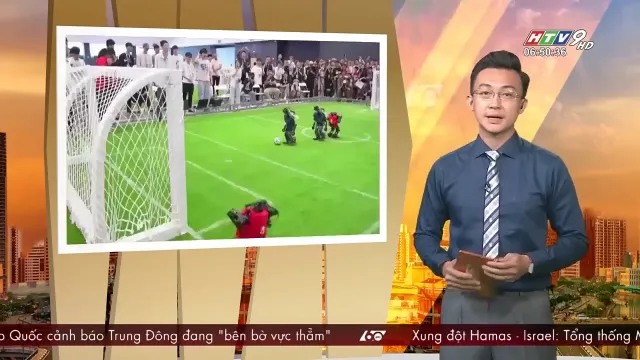 HTV9 HD
06:50:36
p Quốc cảnh báo Trung Đông đang "bên bờ vực thẳm" 60 Xung đột Hamas - Israel: Tổng thống M